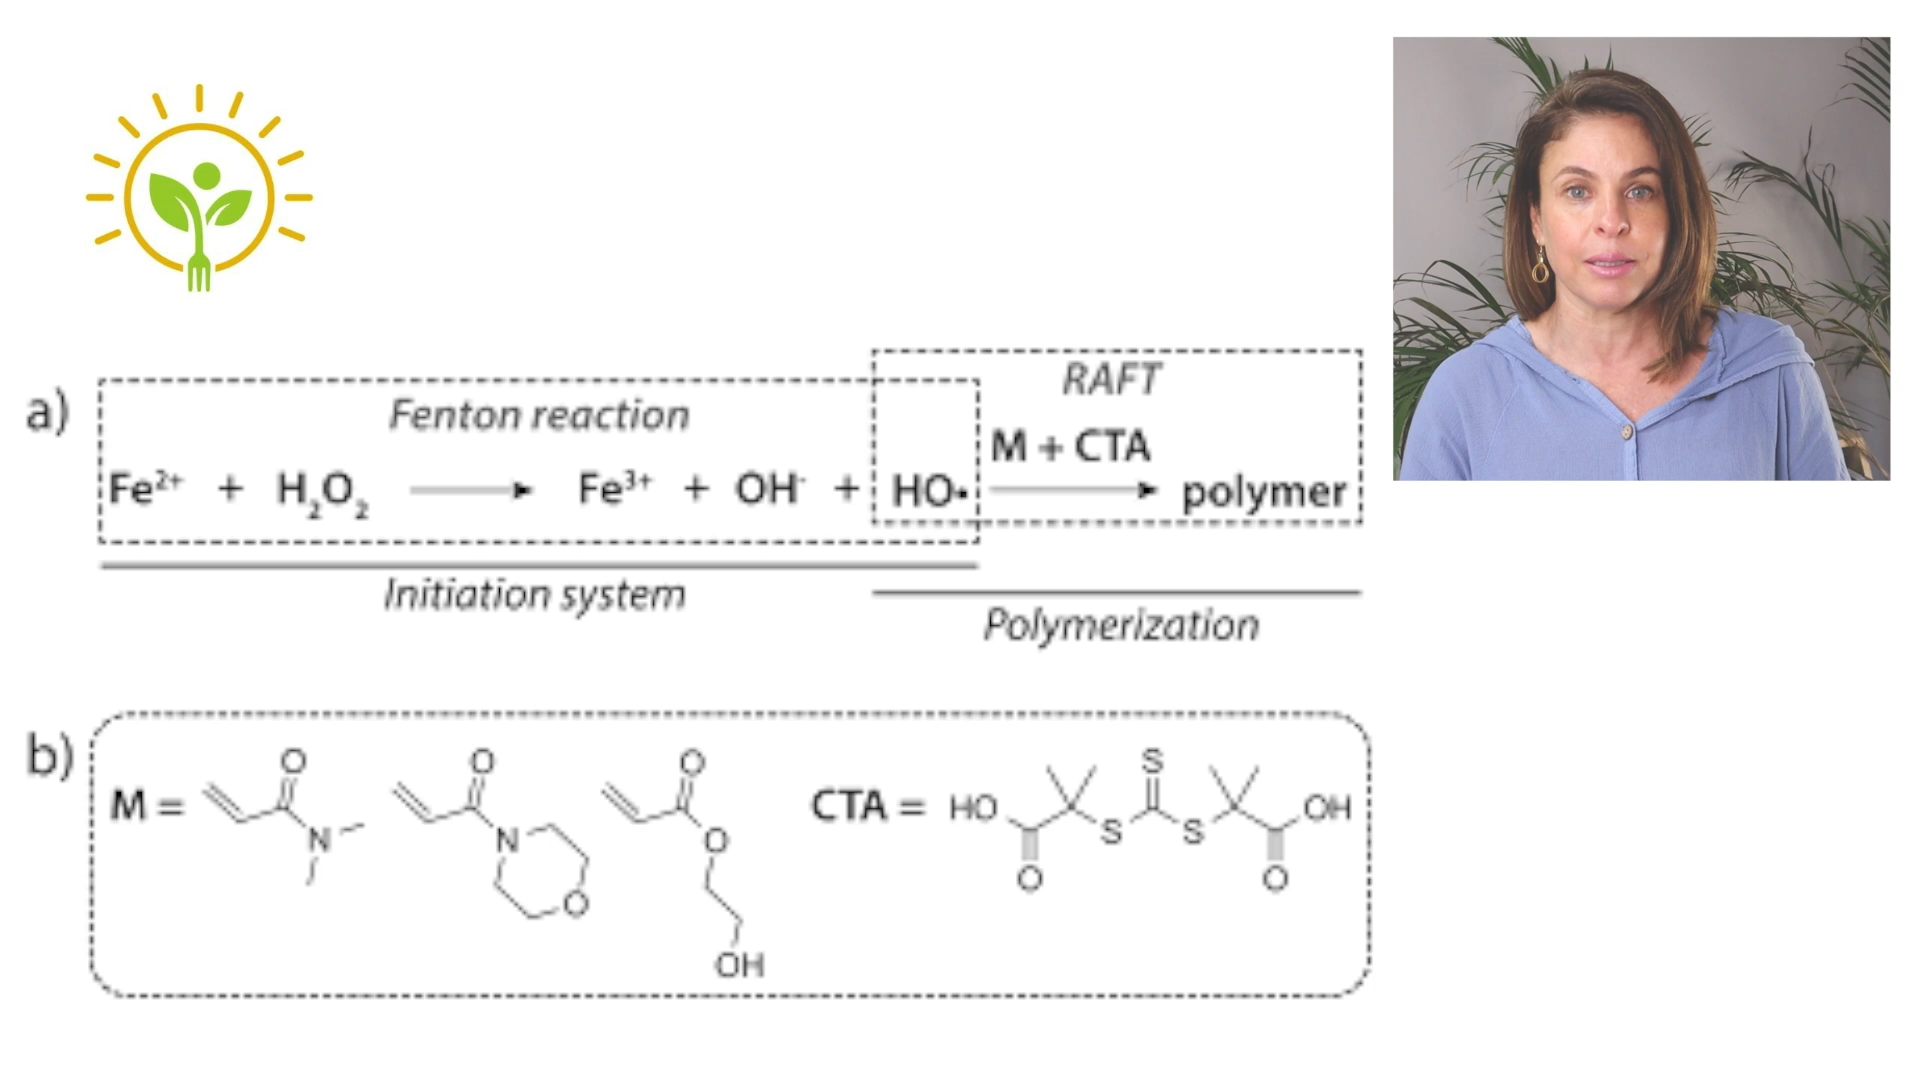 a)
Fenton reaction
RAFT
M + CTA
Fe²⁺ + H₂O₂ Fe³⁺ + OH⁻ + HO• polymer
Initiation system
Polymerization
b)
M =
O
N
O
N
O
O
O
OH
CTA =
HO
O
S
S
S
O
OH